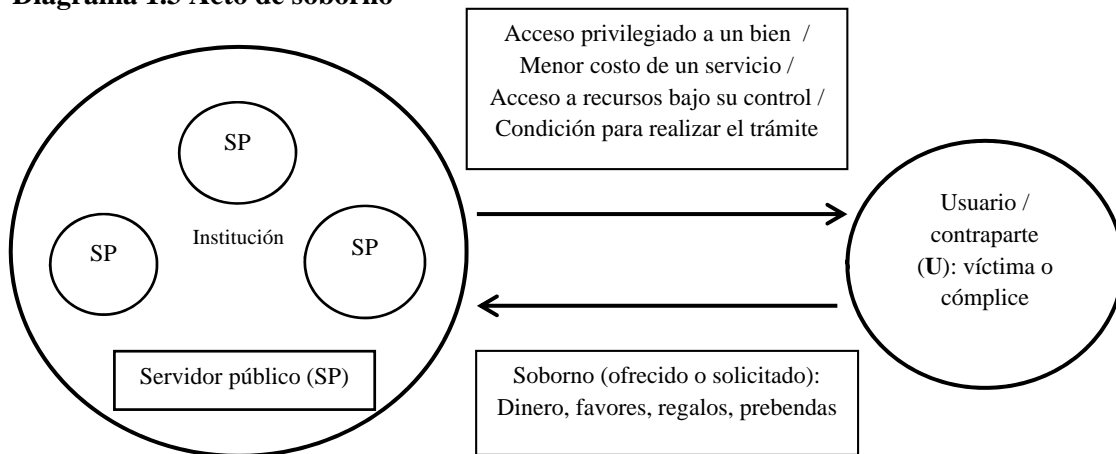 Diagrama 1.5 Acto de soborno
Acceso privilegiado a un bien /
Menor costo de un servicio /
Acceso a recursos bajo su control /
Condición para realizar el trámite
SP
SP
Institución
SP
Usuario /
contraparte
(U): víctima o
cómplice
Servidor público (SP)
Soborno (ofrecido o solicitado):
Dinero, favores, regalos, prebendas